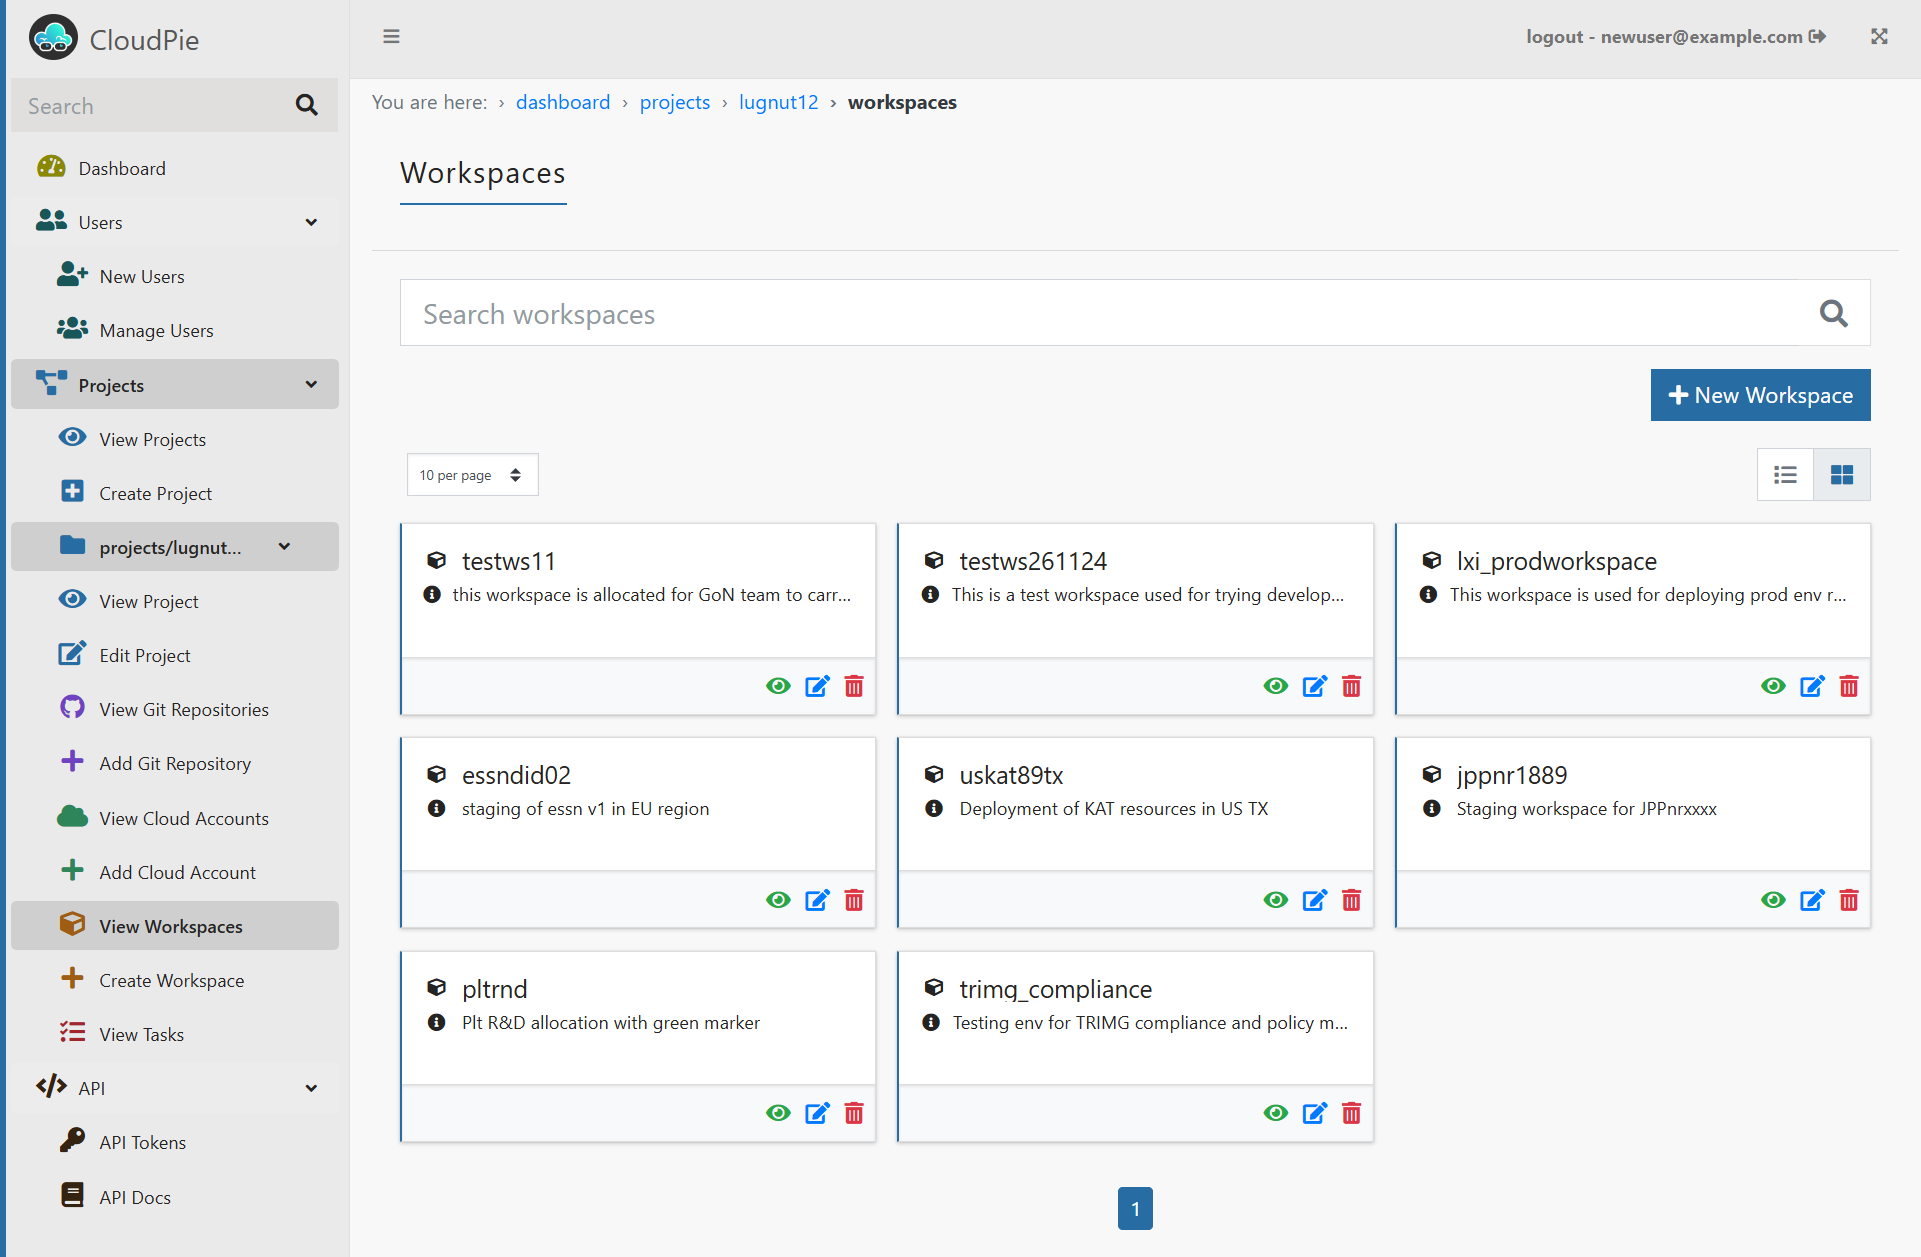 CloudPie
logout - newuser@example.com
Search
You are here: › dashboard › projects › lugnut12 › workspaces
Dashboard
Users
New Users
Manage Users
Projects
View Projects
Create Project
projects/lugnut...
View Project
Edit Project
View Git Repositories
Add Git Repository
View Cloud Accounts
Add Cloud Account
View Workspaces
Create Workspace
View Tasks
API
API Tokens
API Docs
Workspaces
Search workspaces
New Workspace
10 per page
testws11
this workspace is allocated for GoN team to carr...
testws261124
This is a test workspace used for trying develop...
lxi_prodworkspace
This workspace is used for deploying prod env r...
essndid02
staging of essn v1 in EU region
uskat89tx
Deployment of KAT resources in US TX
jppnr1889
Staging workspace for JPPnrxxxx
pltrnd
Plt R&D allocation with green marker
trimg_compliance
Testing env for TRIMG compliance and policy m...
1